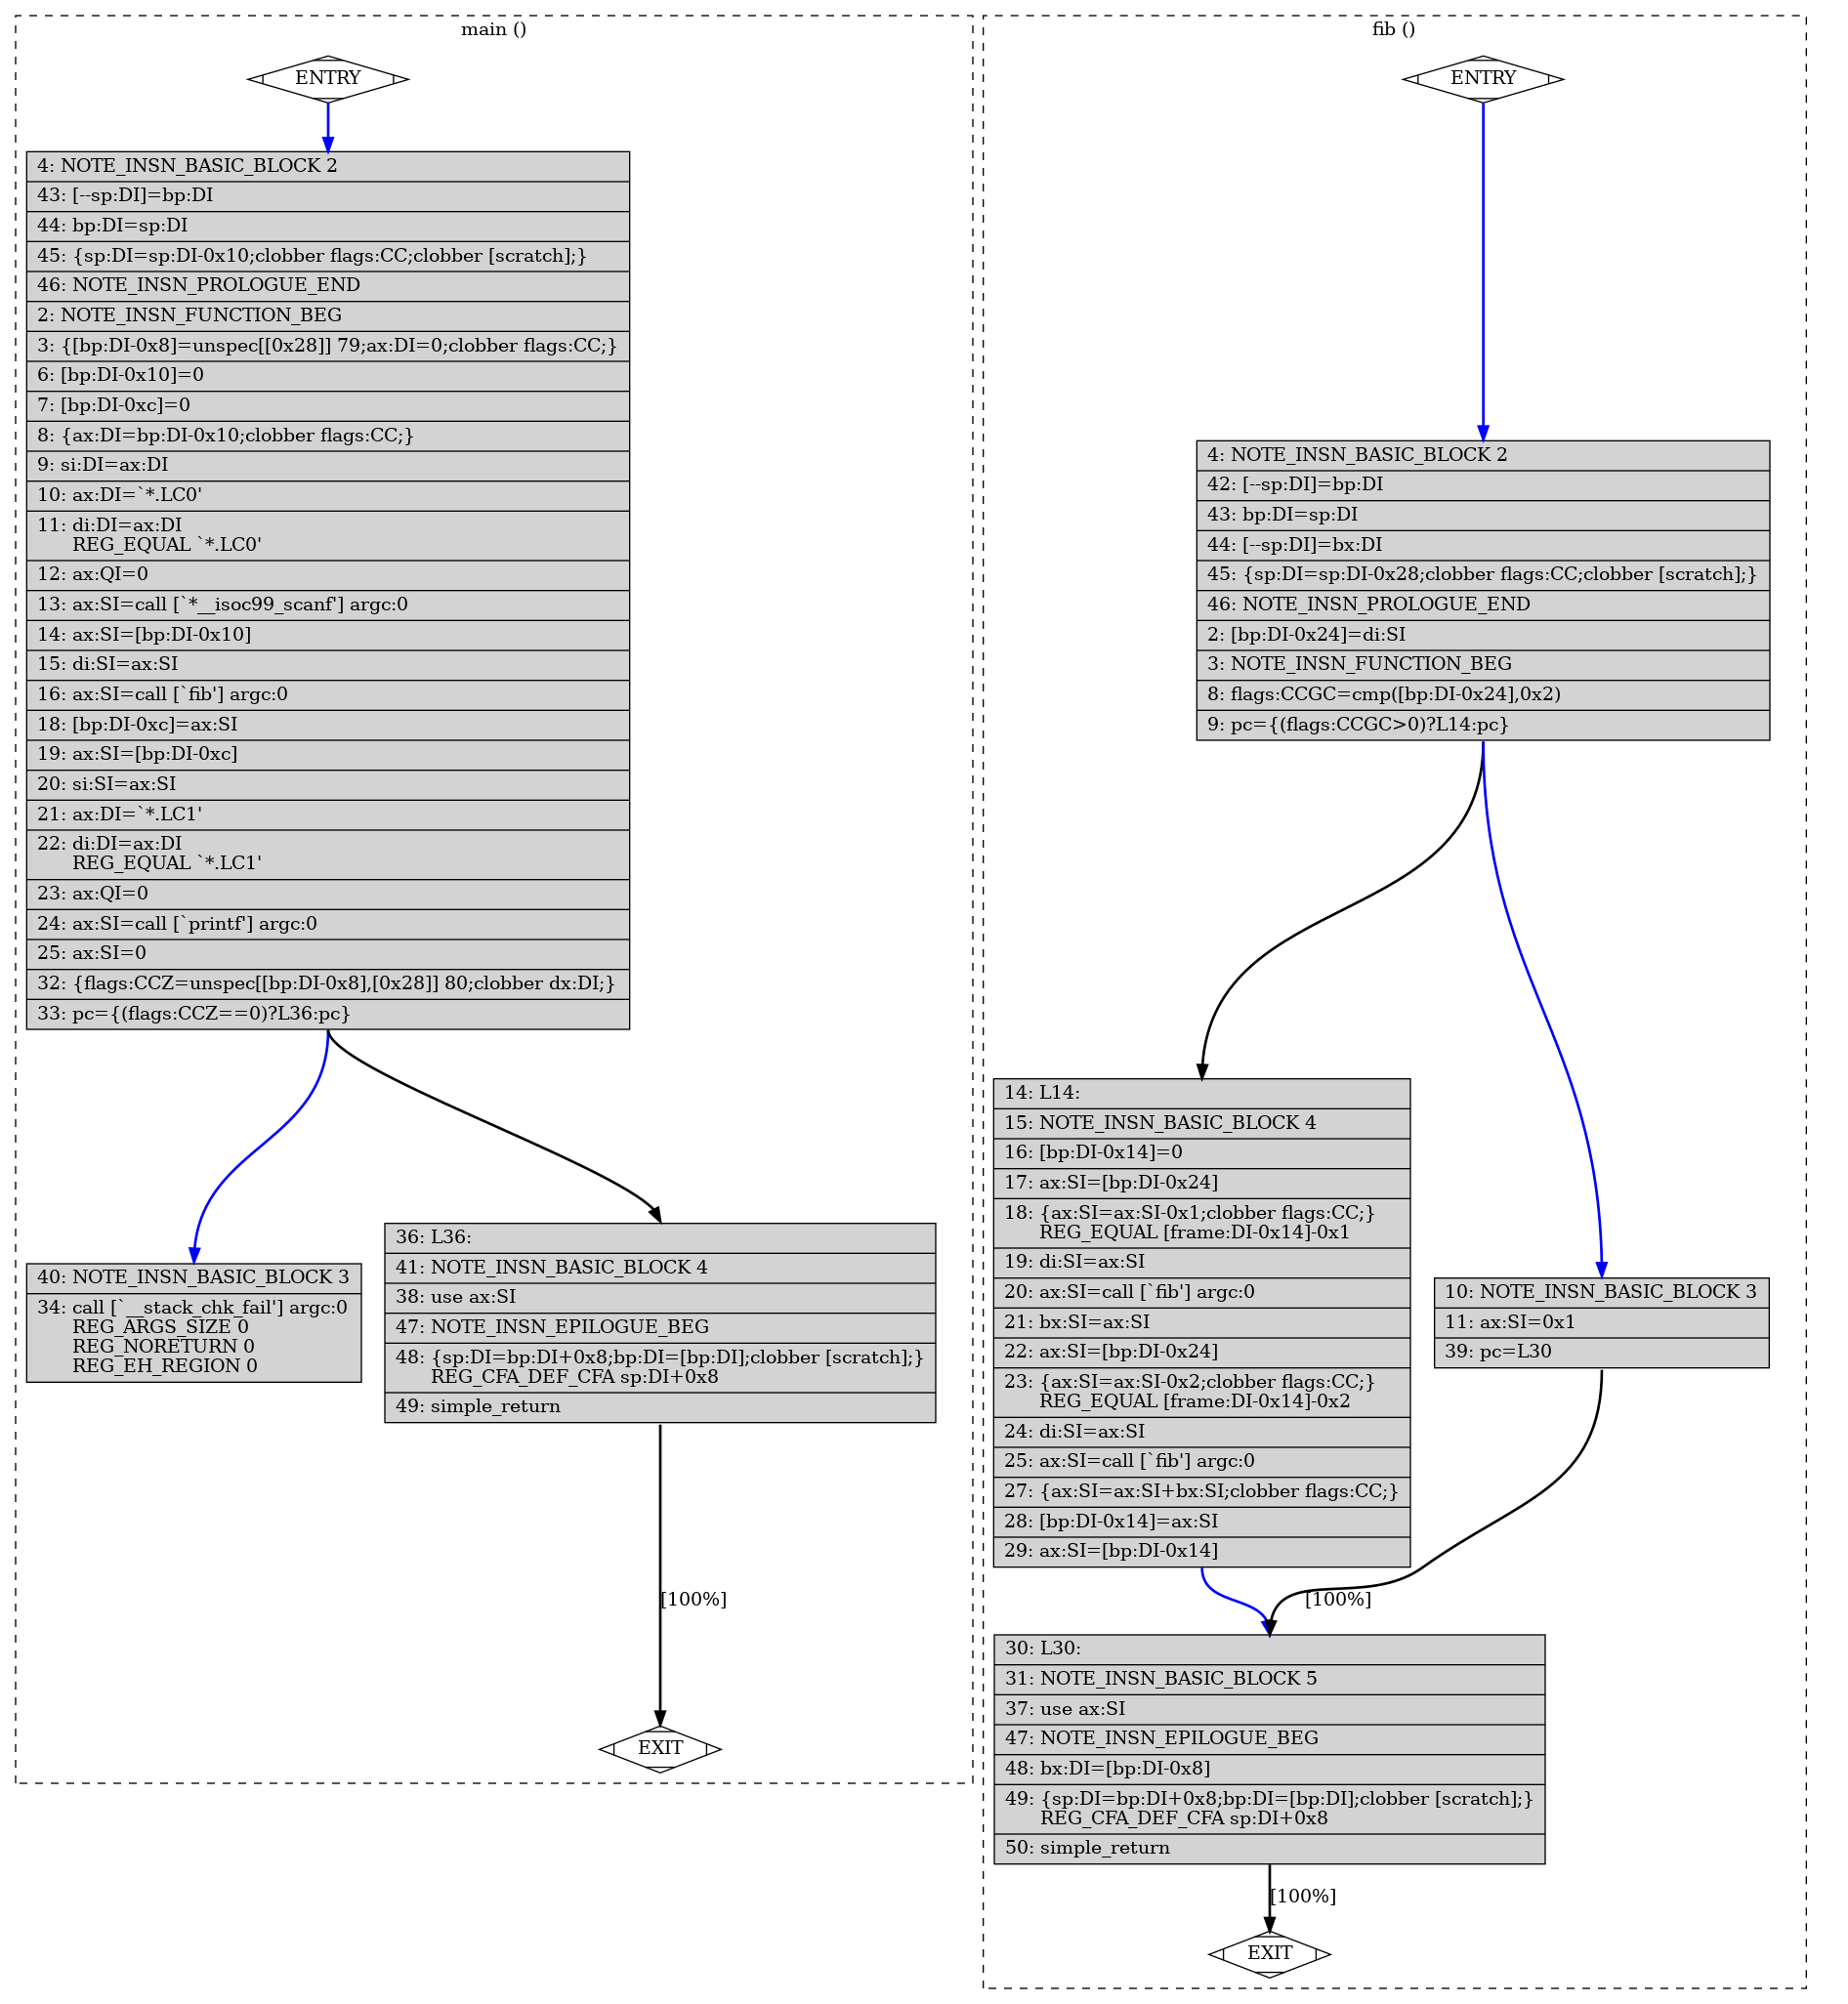 main ()
ENTRY
4: NOTE_INSN_BASIC_BLOCK 2
43: [--sp:DI]=bp:DI
44: bp:DI=sp:DI
45: {sp:DI=sp:DI-0x10;clobber flags:CC;clobber [scratch];}
46: NOTE_INSN_PROLOGUE_END
2: NOTE_INSN_FUNCTION_BEG
3: {[bp:DI-0x8]=unspec[[0x28]] 79;ax:DI=0;clobber flags:CC;}
6: [bp:DI-0x10]=0
7: [bp:DI-0xc]=0
8: {ax:DI=bp:DI-0x10;clobber flags:CC;}
9: si:DI=ax:DI
10: ax:DI=`*.LC0'
11: di:DI=ax:DI
REG_EQUAL `*.LC0'
12: ax:QI=0
13: ax:SI=call [`*__isoc99_scanf'] argc:0
14: ax:SI=[bp:DI-0x10]
15: di:SI=ax:SI
16: ax:SI=call [`fib'] argc:0
18: [bp:DI-0xc]=ax:SI
19: ax:SI=[bp:DI-0xc]
20: si:SI=ax:SI
21: ax:DI=`*.LC1'
22: di:DI=ax:DI
REG_EQUAL `*.LC1'
23: ax:QI=0
24: ax:SI=call [`printf'] argc:0
25: ax:SI=0
32: {flags:CCZ=unspec[[bp:DI-0x8],[0x28]] 80;clobber dx:DI;}
33: pc={(flags:CCZ==0)?L36:pc}
40: NOTE_INSN_BASIC_BLOCK 3
34: call [`__stack_chk_fail'] argc:0
REG_ARGS_SIZE 0
REG_NORETURN 0
REG_EH_REGION 0
36: L36:
41: NOTE_INSN_BASIC_BLOCK 4
38: use ax:SI
47: NOTE_INSN_EPILOGUE_BEG
48: {sp:DI=bp:DI+0x8;bp:DI=[bp:DI];clobber [scratch];}
REG_CFA_DEF_CFA sp:DI+0x8
49: simple_return
[100%]
EXIT
fib ()
ENTRY
4: NOTE_INSN_BASIC_BLOCK 2
42: [--sp:DI]=bp:DI
43: bp:DI=sp:DI
44: [--sp:DI]=bx:DI
45: {sp:DI=sp:DI-0x28;clobber flags:CC;clobber [scratch];}
46: NOTE_INSN_PROLOGUE_END
2: [bp:DI-0x24]=di:SI
3: NOTE_INSN_FUNCTION_BEG
8: flags:CCGC=cmp([bp:DI-0x24],0x2)
9: pc={(flags:CCGC>0)?L14:pc}
14: L14:
15: NOTE_INSN_BASIC_BLOCK 4
16: [bp:DI-0x14]=0
17: ax:SI=[bp:DI-0x24]
18: {ax:SI=ax:SI-0x1;clobber flags:CC;}
REG_EQUAL [frame:DI-0x14]-0x1
19: di:SI=ax:SI
20: ax:SI=call [`fib'] argc:0
21: bx:SI=ax:SI
22: ax:SI=[bp:DI-0x24]
23: {ax:SI=ax:SI-0x2;clobber flags:CC;}
REG_EQUAL [frame:DI-0x14]-0x2
24: di:SI=ax:SI
25: ax:SI=call [`fib'] argc:0
27: {ax:SI=ax:SI+bx:SI;clobber flags:CC;}
28: [bp:DI-0x14]=ax:SI
29: ax:SI=[bp:DI-0x14]
10: NOTE_INSN_BASIC_BLOCK 3
11: ax:SI=0x1
39: pc=L30
[100%]
30: L30:
31: NOTE_INSN_BASIC_BLOCK 5
37: use ax:SI
47: NOTE_INSN_EPILOGUE_BEG
48: bx:DI=[bp:DI-0x8]
49: {sp:DI=bp:DI+0x8;bp:DI=[bp:DI];clobber [scratch];}
REG_CFA_DEF_CFA sp:DI+0x8
50: simple_return
[100%]
EXIT